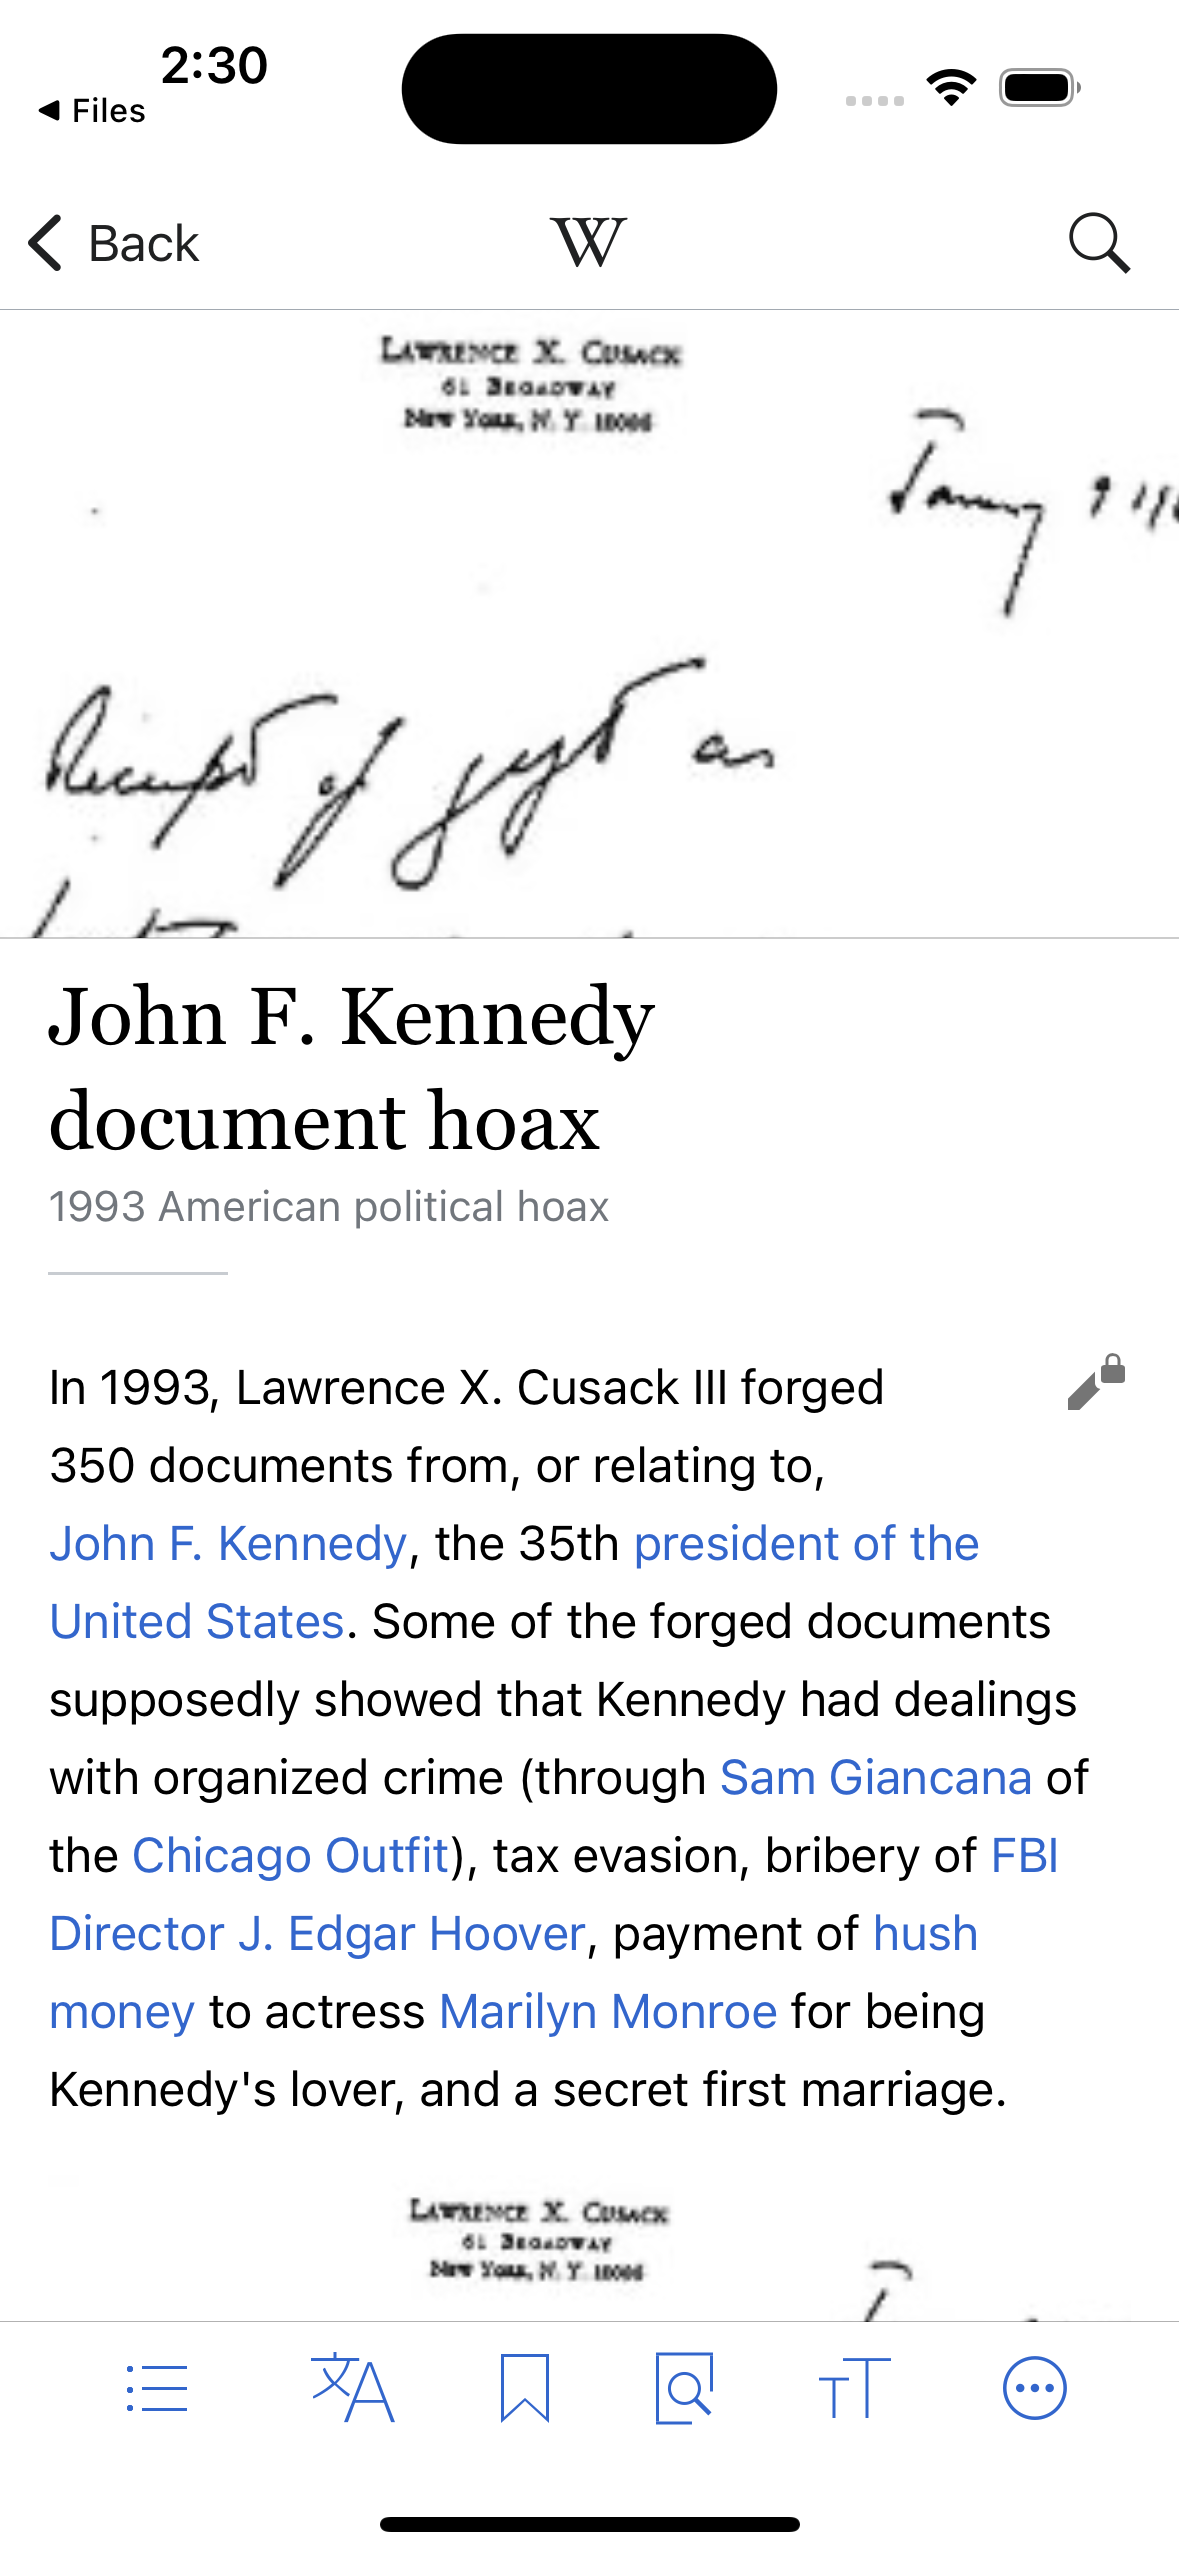 2:30
Files
Back
W
LAWRENCE X. CUSACK
61 BROADWAY
NEW YORK, N. Y. 10006
Receipt of gift as
John F. Kennedy
document hoax
1993 American political hoax
In 1993, Lawrence X. Cusack III forged
350 documents from, or relating to,
John F. Kennedy, the 35th president of the
United States. Some of the forged documents
supposedly showed that Kennedy had dealings
with organized crime (through Sam Giancana of
the Chicago Outfit), tax evasion, bribery of FBI
Director J. Edgar Hoover, payment of hush
money to actress Marilyn Monroe for being
Kennedy's lover, and a secret first marriage.
LAWRENCE X. CUSACK
61 BROADWAY
NEW YORK, N. Y. 10006